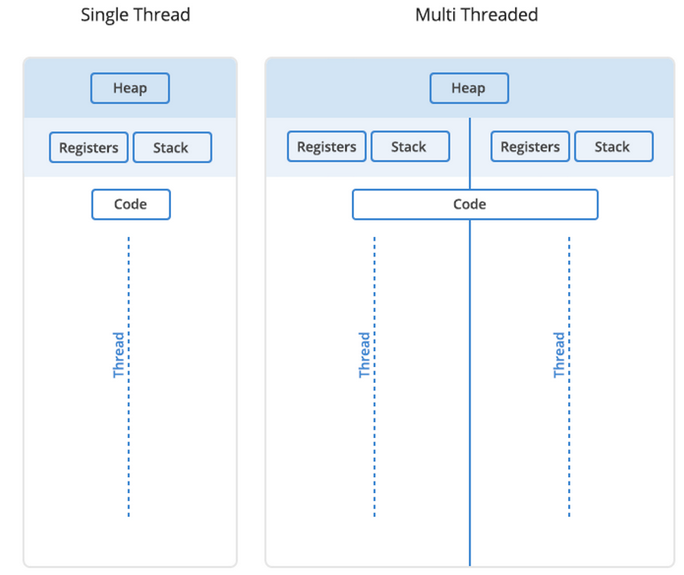 Single Thread
Multi Threaded
Heap
Heap
Registers
Stack
Registers
Stack
Registers
Stack
Code
Code
Thread
Thread
Thread